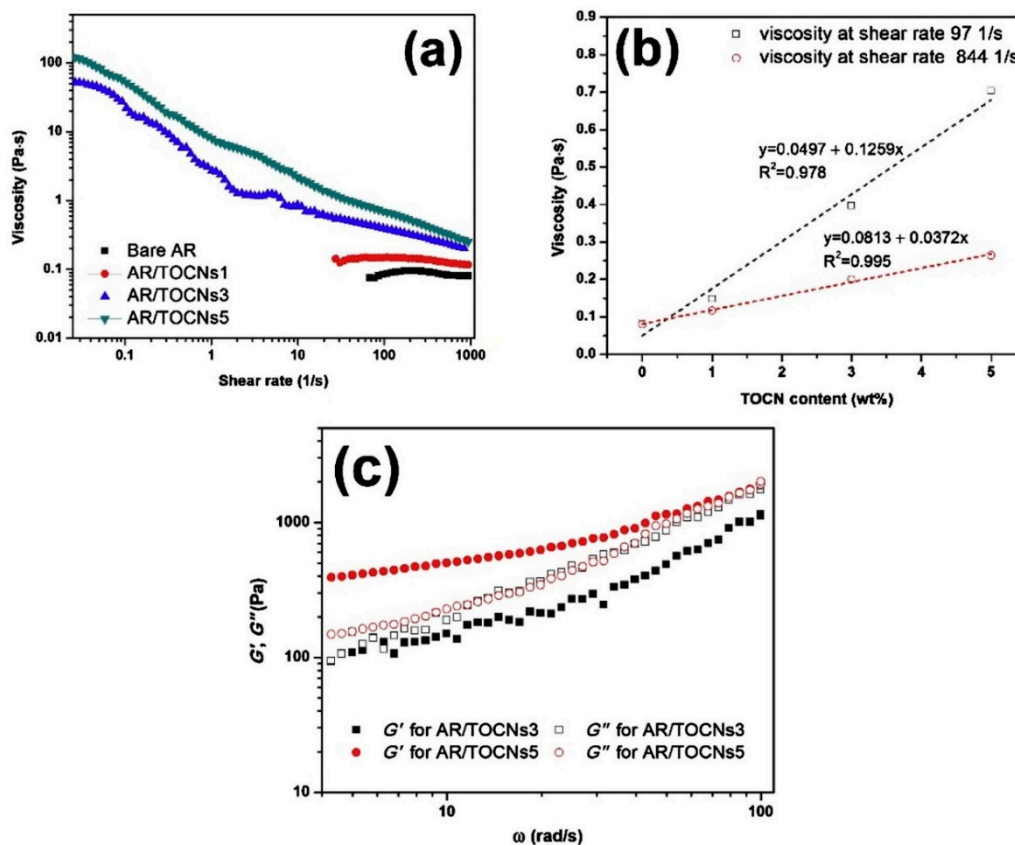 (a)
Viscosity (Pa·s)
100
10
1
0.1
0.01
Bare AR
AR/TOCNs1
AR/TOCNs3
AR/TOCNs5
0.1 1 10 100 1000
Shear rate (1/s)
(b)
viscosity at shear rate 97 1/s
viscosity at shear rate 844 1/s
Viscosity (Pa·s)
0.9
0.8
0.7
0.6
0.5
0.4
0.3
0.2
0.1
0.0
y=0.0497 + 0.1259x
R²=0.978
y=0.0813 + 0.0372x
R²=0.995
0 1 2 3 4 5
TOCN content (wt%)
(c)
G', G"(Pa)
1000
100
10
G' for AR/TOCNs3 G" for AR/TOCNs3
G' for AR/TOCNs5 G" for AR/TOCNs5
10 100
ω (rad/s)